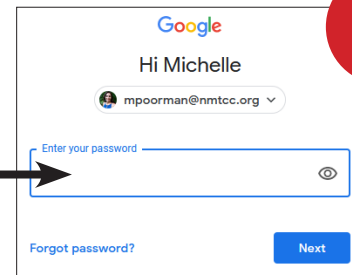 Google
Hi Michelle
mpoorman@nmtcc.org
Enter your password
Forgot password?
Next